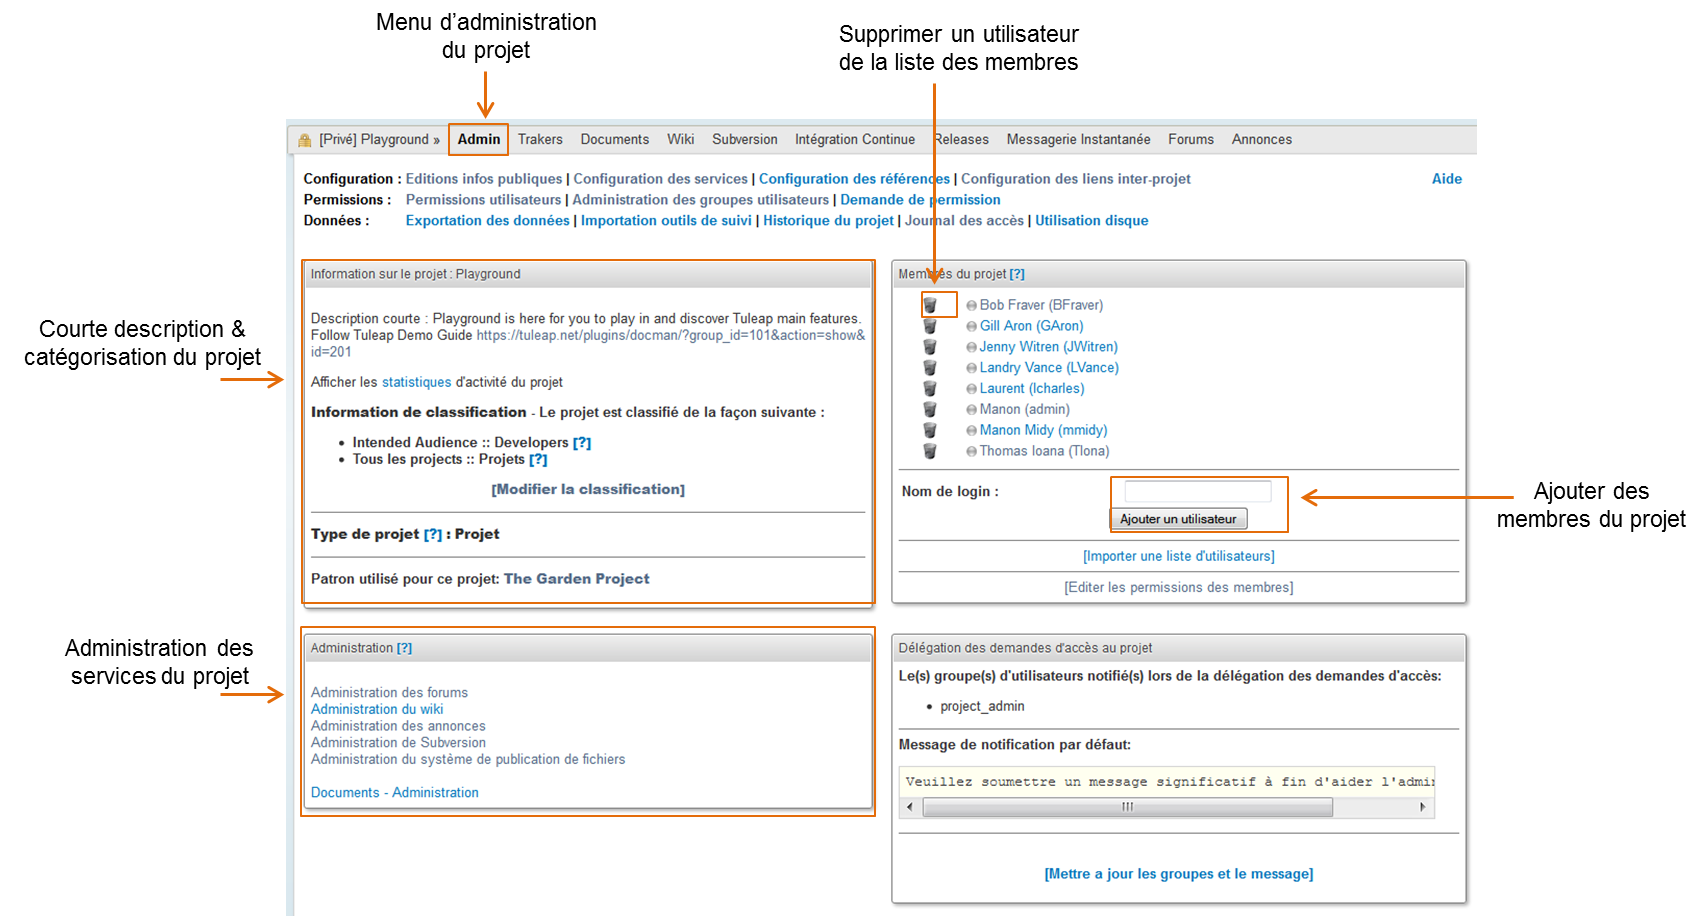 Menu d’administration
du projet
Supprimer un utilisateur
de la liste des membres
[Privé] Playground » Admin Trakers Documents Wiki Subversion Intégration Continue Releases Messagerie Instantanée Forums Annonces
Configuration : Editions infos publiques | Configuration des services | Configuration des références | Configuration des liens inter-projet Aide
Permissions : Permissions utilisateurs | Administration des groupes utilisateurs | Demande de permission
Données : Exportation des données | Importation outils de suivi | Historique du projet | Journal des accès | Utilisation disque
Courte description &
catégorisation du projet
Information sur le projet : Playground
Description courte : Playground is here for you to play in and discover Tuleap main features.
Follow Tuleap Demo Guide https://tuleap.net/plugins/docman/?group_id=101&action=show&
id=201
Afficher les statistiques d'activité du projet
Information de classification - Le projet est classifié de la façon suivante :
• Intended Audience :: Developers [?]
• Tous les projects :: Projets [?]
[Modifier la classification]
Type de projet [?] : Projet
Patron utilisé pour ce projet: The Garden Project
Membres du projet [?]
Bob Fraver (BFraver)
Gill Aron (GAron)
Jenny Witren (JWitren)
Landry Vance (LVance)
Laurent (lcharles)
Manon (admin)
Manon Midy (mmidy)
Thomas Ioana (TIona)
Nom de login :
Ajouter un utilisateur
[Importer une liste d'utilisateurs]
[Editer les permissions des membres]
Ajouter des
membres du projet
Administration des
services du projet
Administration [?]
Administration des forums
Administration du wiki
Administration des annonces
Administration de Subversion
Administration du système de publication de fichiers
Documents - Administration
Délégation des demandes d'accès au projet
Le(s) groupe(s) d'utilisateurs notifié(s) lors de la délégation des demandes d'accès:
• project_admin
Message de notification par défaut:
Veuillez soumettre un message significatif à fin d'aider l'admin
[Mettre a jour les groupes et le message]